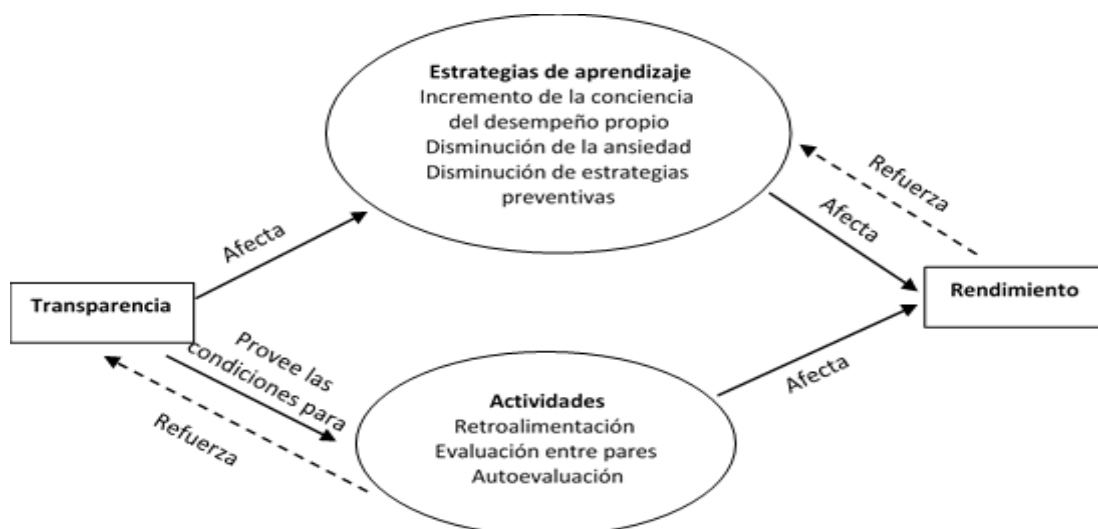 Estrategias de aprendizaje
Incremento de la conciencia
del desempeño propio
Disminución de la ansiedad
Disminución de estrategias
preventivas
Refuerza
Afecta
Afecta
Transparencia
Rendimiento
Provee las
condiciones para
Refuerza
Afecta
Actividades
Retroalimentación
Evaluación entre pares
Autoevaluación